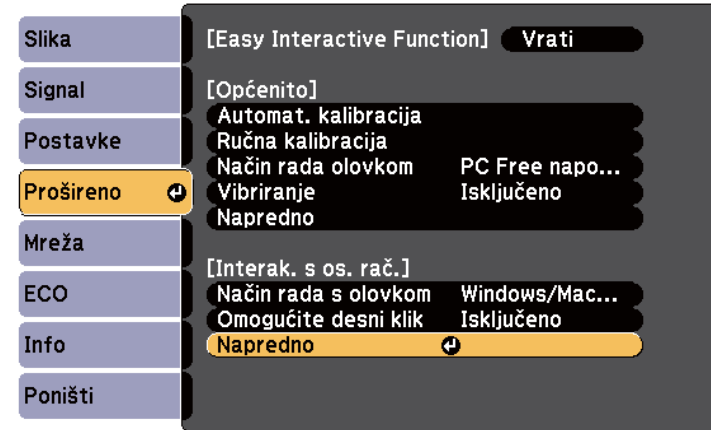 Slika
Signal
Postavke
Prošireno
Mreža
ECO
Info
Poništi
[Easy Interactive Function] Vrati
[Općenito]
Automat. kalibracija
Ručna kalibracija
Način rada olovkom PC Free napo...
Vibriranje Isključeno
Napredno
[Interak. s os. rač.]
Način rada s olovkom Windows/Mac...
Omogućite desni klik Isključeno
Napredno